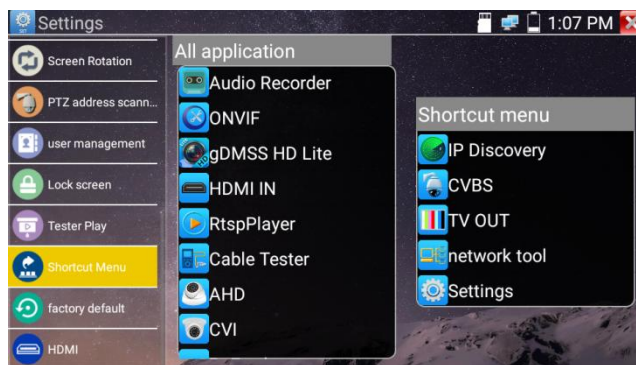 Settings
1:07 PM
Screen Rotation
PTZ address scann...
user management
Lock screen
Tester Play
Shortcut Menu
factory default
HDMI
All application
Audio Recorder
ONVIF
gDMSS HD Lite
HDMI IN
RtspPlayer
Cable Tester
AHD
CVI
Shortcut menu
IP Discovery
CVBS
TV OUT
network tool
Settings